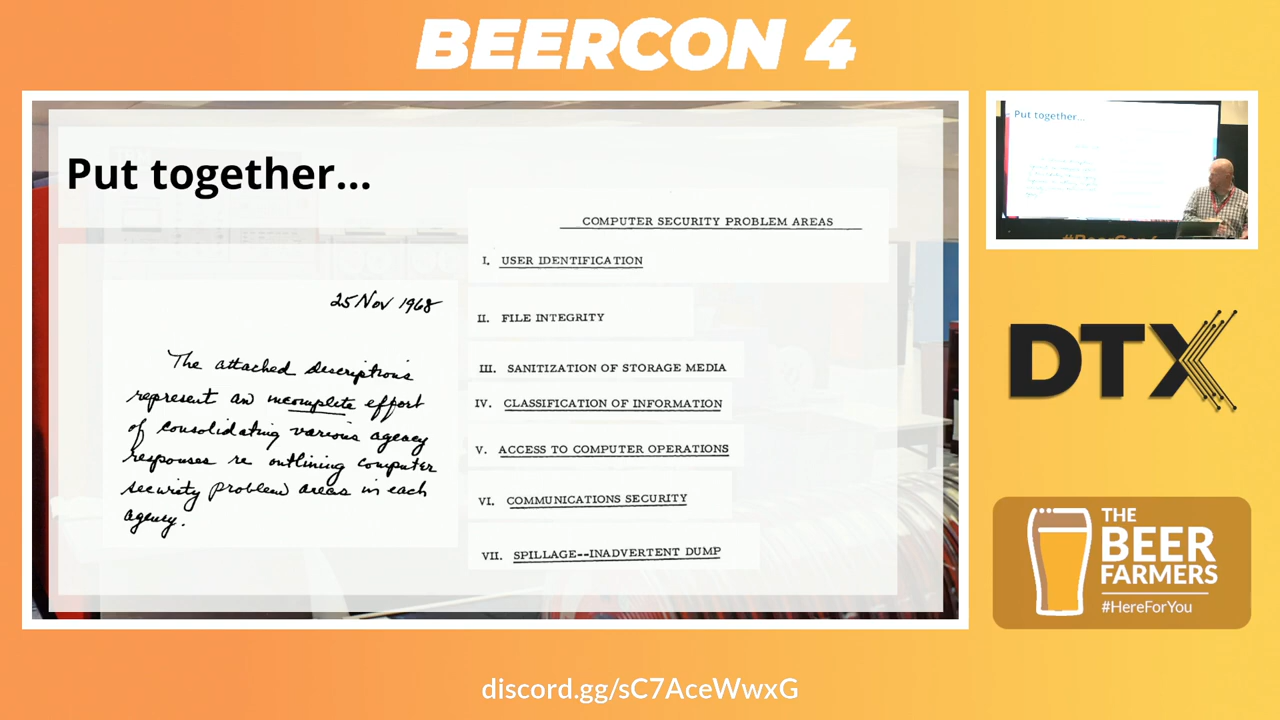 BEERCON 4
Put together...
COMPUTER SECURITY PROBLEM AREAS
I. USER IDENTIFICATION
II. FILE INTEGRITY
III. SANITIZATION OF STORAGE MEDIA
IV. CLASSIFICATION OF INFORMATION
V. ACCESS TO COMPUTER OPERATIONS
VI. COMMUNICATIONS SECURITY
VII. SPILLAGE--INADVERTENT DUMP
25 Nov 1968
The attached descriptions
represent an incomplete effort
of consolidating various agency
responses re outlining computer
security problem areas in each
agency.
Put together...
DTX
THE
BEER
FARMERS
#HereForYou
discord.gg/sC7AceWwxG